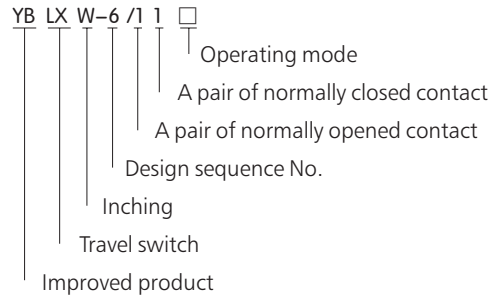 YB LX W-6 /1 1 □
Operating mode
A pair of normally closed contact
A pair of normally opened contact
Design sequence No.
Inching
Travel switch
Improved product